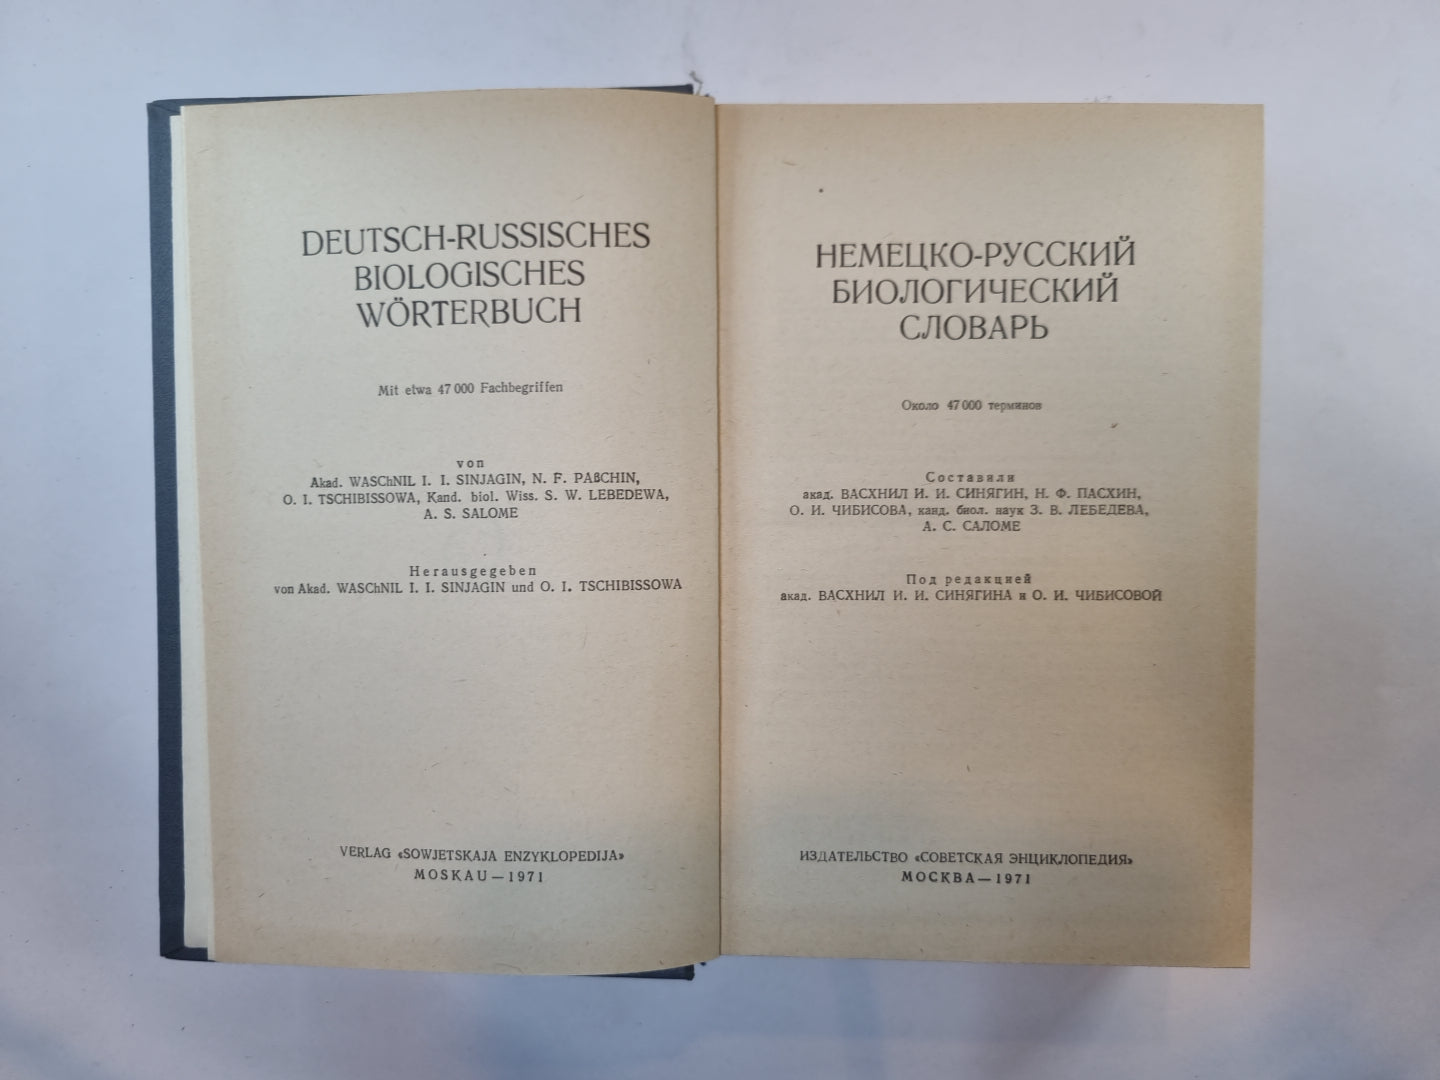 DEUTSCH-RUSSISCHES
BIOLOGISCHES
WÖRTERBUCH
Mit etwa 47 000 Fachbegriffen
von
Akad. WASChNIL I. I. SINJAGIN, N. F. PAßCHIN,
O. I. TSCHIBISSOWA, Kand. biol. Wiss. S. W. LEBEDEWA,
A. S. SALOME
Herausgegeben
von Akad. WASChNIL I. I. SINJAGIN und O. I. TSCHIBISSOWA
VERLAG «SOWJETSKAJA ENZYKLOPEDIJA»
MOSKAU — 1971
НЕМЕЦКО-РУССКИЙ
БИОЛОГИЧЕСКИЙ
СЛОВАРЬ
Около 47 000 терминов
Составили
акад. ВАСХНИЛ И. И. СИНЯГИН, Н. Ф. ПАСХИН,
О. И. ЧИБИСОВА, канд. биол. наук З. В. ЛЕБЕДЕВА,
А. С. САЛОМЕ
Под редакцией
акад. ВАСХНИЛ И. И. СИНЯГИНА и О. И. ЧИБИСОВОЙ
ИЗДАТЕЛЬСТВО «СОВЕТСКАЯ ЭНЦИКЛОПЕДИЯ»
МОСКВА — 1971